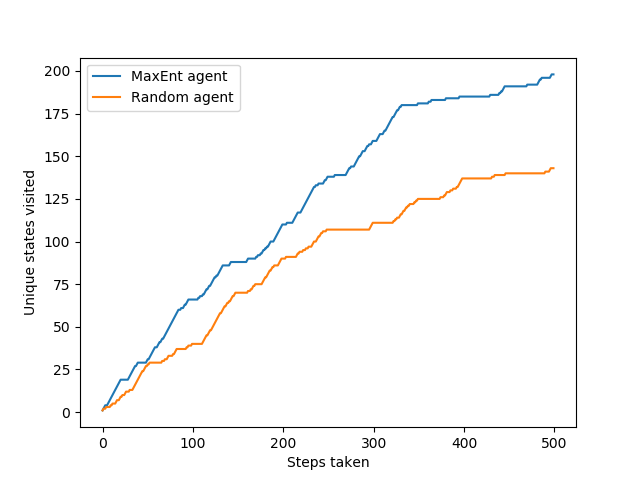 MaxEnt agent
Random agent
200
175
150
125
100
75
50
25
0
Unique states visited
0 100 200 300 400 500
Steps taken